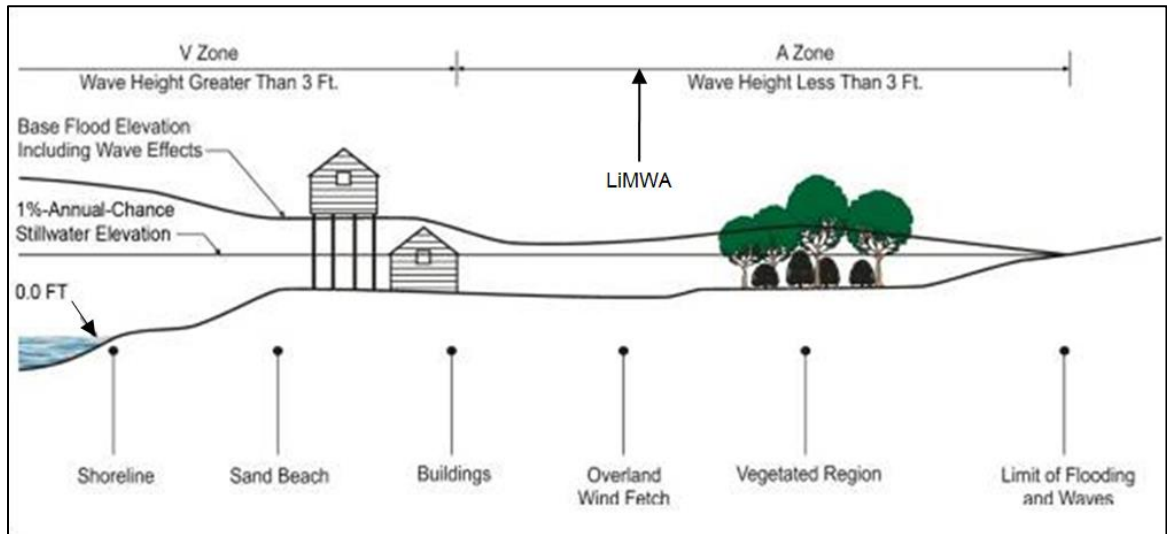 V Zone
Wave Height Greater Than 3 Ft.
A Zone
Wave Height Less Than 3 Ft.
Base Flood Elevation
Including Wave Effects
LiMWA
1%-Annual-Chance
Stillwater Elevation
0.0 FT
Shoreline
Sand Beach
Buildings
Overland
Wind Fetch
Vegetated Region
Limit of Flooding
and Waves